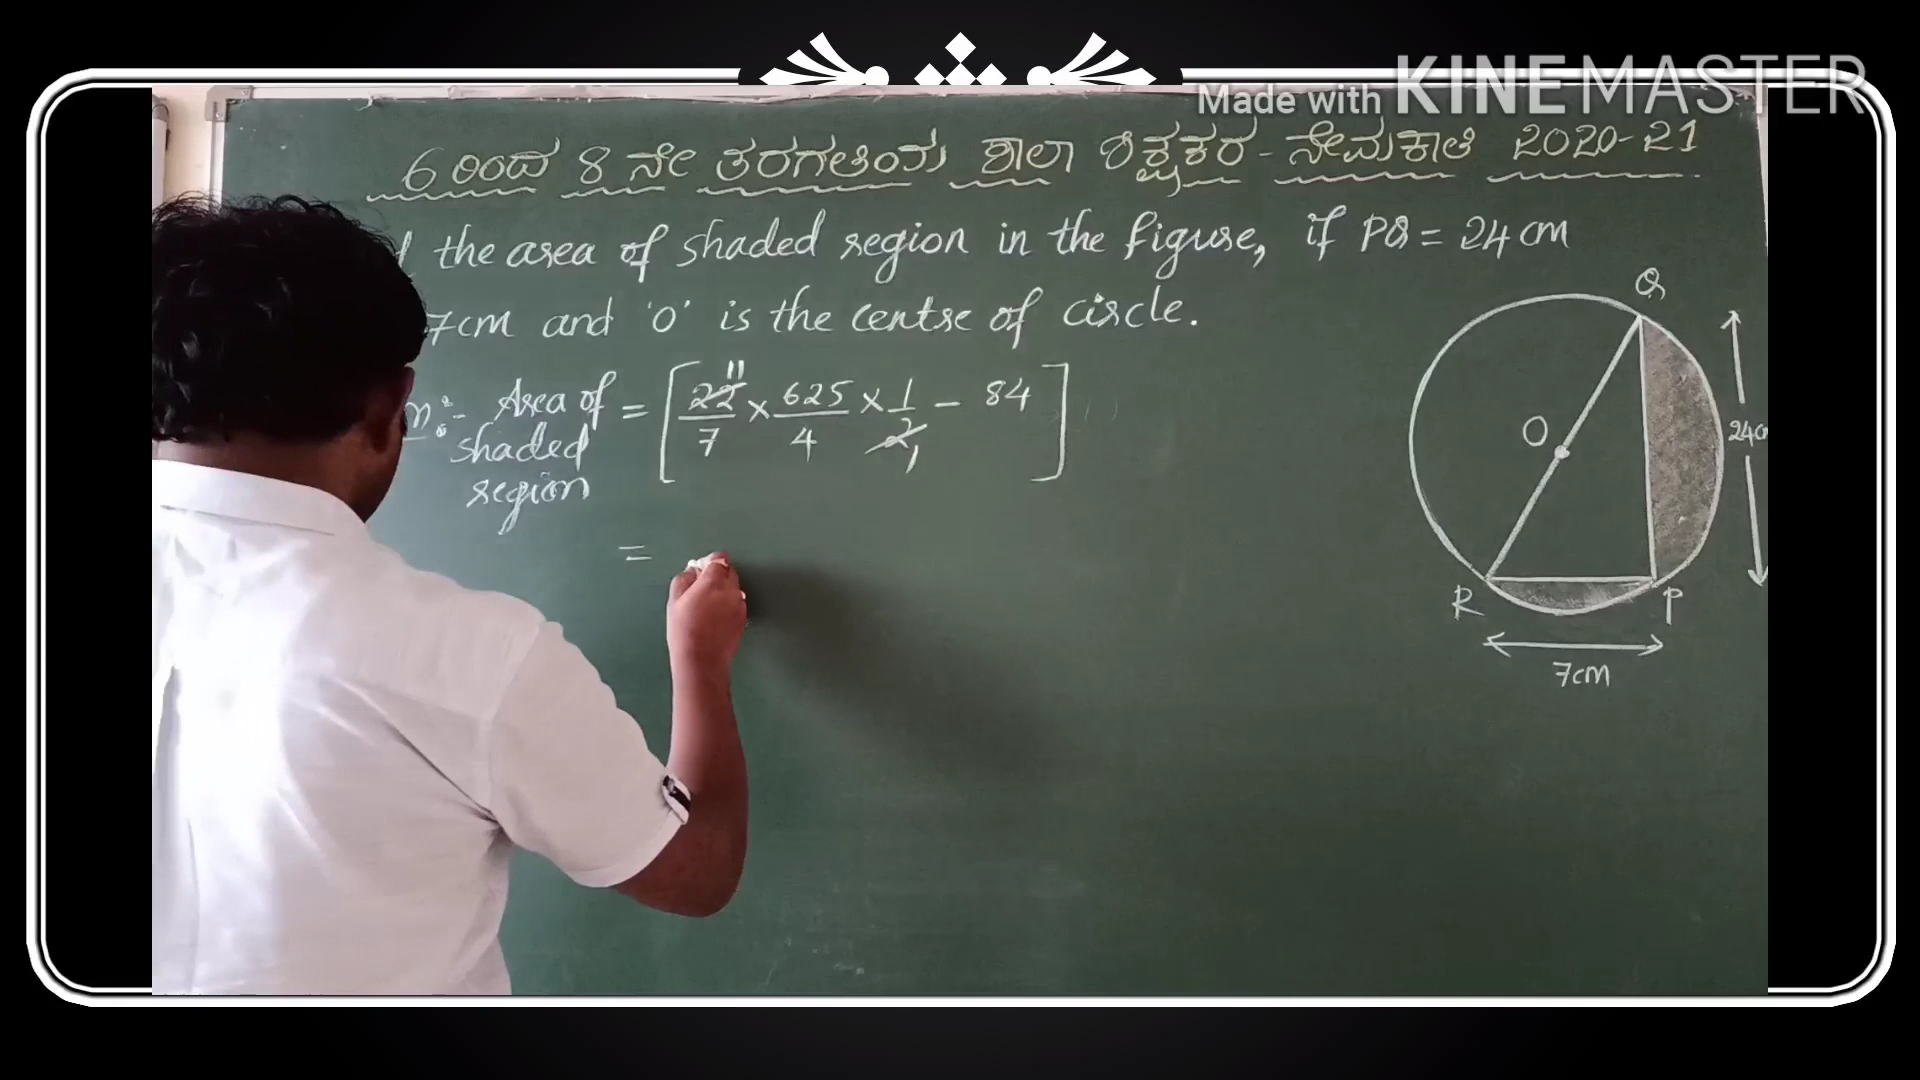 Made with KINEMASTER
6 ರಿಂದ 8 ನೇ ತರಗತಿಯ ಶಾಲಾ ಶಿಕ್ಷಕರ - ನೇಮಕಾತಿ 2020-21
the area of shaded region in the figure, if PQ = 24 cm
7cm and 'O' is the centre of circle.
n:- Area of shaded region = [ 22/7 × 625/4 × 1/2 - 84 ]
11
1
=
Q
O
24c
R
P
7cm